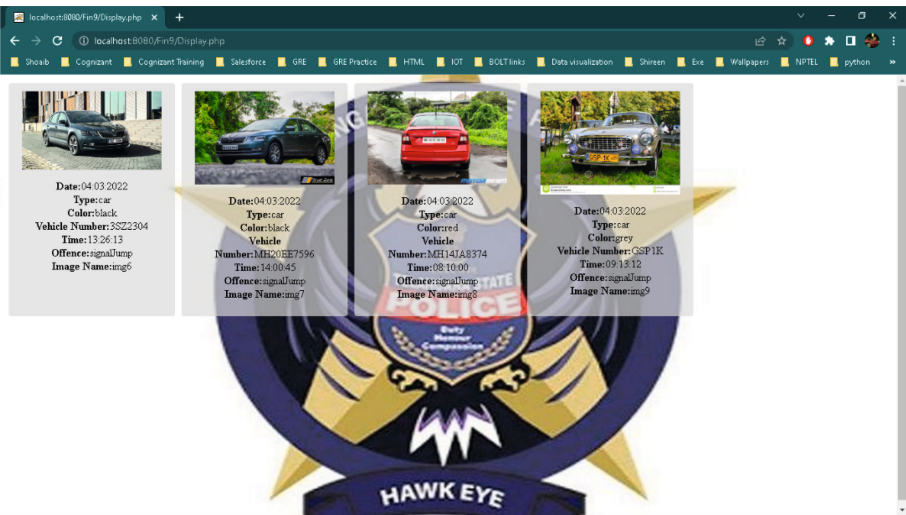 localhost:8080/Fin9/Display.php
localhost:8080/Fin9/Display.php
Shoaib Cognizant Cognizant Training Salesforce GRE GRE Practice HTML IOT BOLT links Data visualization Shireen Exe Wallpapers NPTEL python
Date:04:03:2022
Type:car
Color:black
Vehicle Number:3SZ2304
Time:13:26:13
Offence:signalJump
Image Name:img6
Date:04:03:2022
Type:car
Color:black
Vehicle
Number:MH20EE7596
Time:14:00:45
Offence:signalJump
Image Name:img7
Date:04:03:2022
Type:car
Color:red
Vehicle
Number:MH14JA8374
Time:08:10:00
Offence:signalJump
Image Name:img8
GSP 1K
Date:04:03:2022
Type:car
Color:grey
Vehicle Number:GSP1K
Time:09:13:12
Offence:signalJump
Image Name:img9
STATE
POLICE
Duty
Honour
Compassion
HAWK EYE